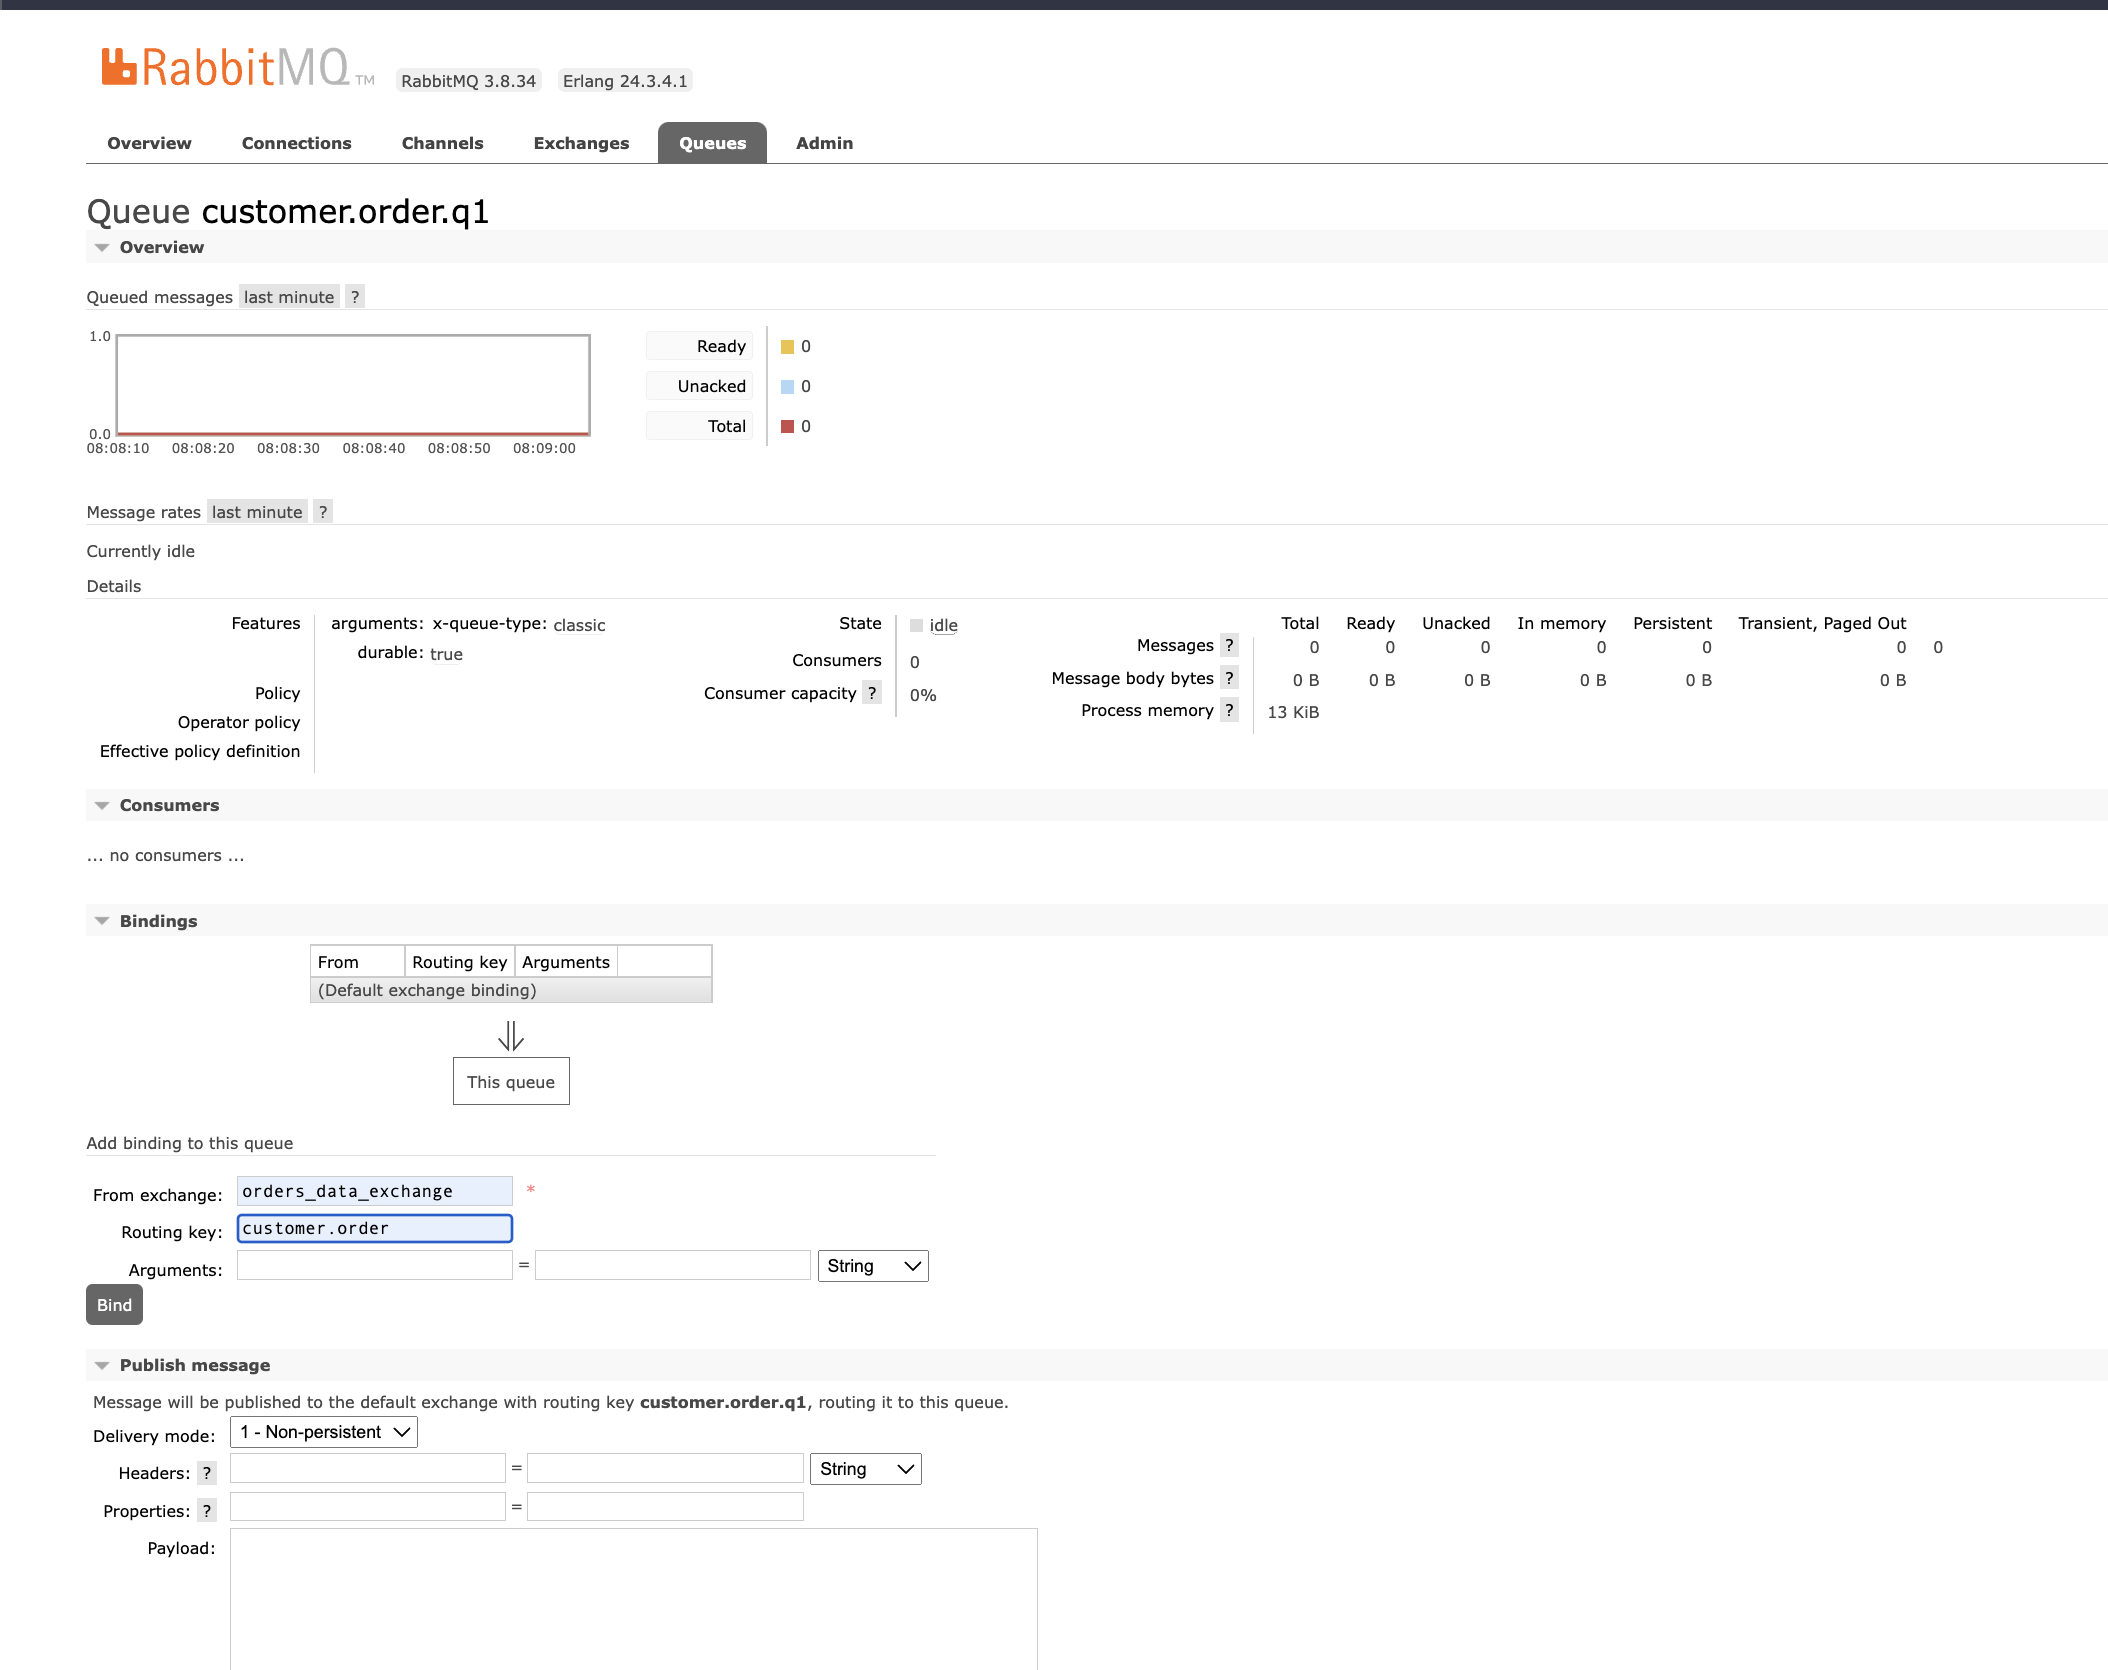 RabbitMQ TM RabbitMQ 3.8.34 Erlang 24.3.4.1
Overview Connections Channels Exchanges Queues Admin
Queue customer.order.q1
Overview
Queued messages last minute ?
1.0
0.0
08:08:10 08:08:20 08:08:30 08:08:40 08:08:50 08:09:00
Ready 0
Unacked 0
Total 0
Message rates last minute ?
Currently idle
Details
Features arguments: x-queue-type: classic
durable: true
Policy
Operator policy
Effective policy definition
State idle
Consumers 0
Consumer capacity ? 0%
Total Ready Unacked In memory Persistent Transient, Paged Out
Messages ? 0 0 0 0 0 0 0
Message body bytes ? 0 B 0 B 0 B 0 B 0 B 0 B
Process memory ? 13 KiB
Consumers
... no consumers ...
Bindings
From Routing key Arguments
(Default exchange binding)
⇓
This queue
Add binding to this queue
From exchange: orders_data_exchange *
Routing key: customer.order
Arguments: = String
Bind
Publish message
Message will be published to the default exchange with routing key customer.order.q1, routing it to this queue.
Delivery mode: 1 - Non-persistent
Headers: ? = String
Properties: ? =
Payload: